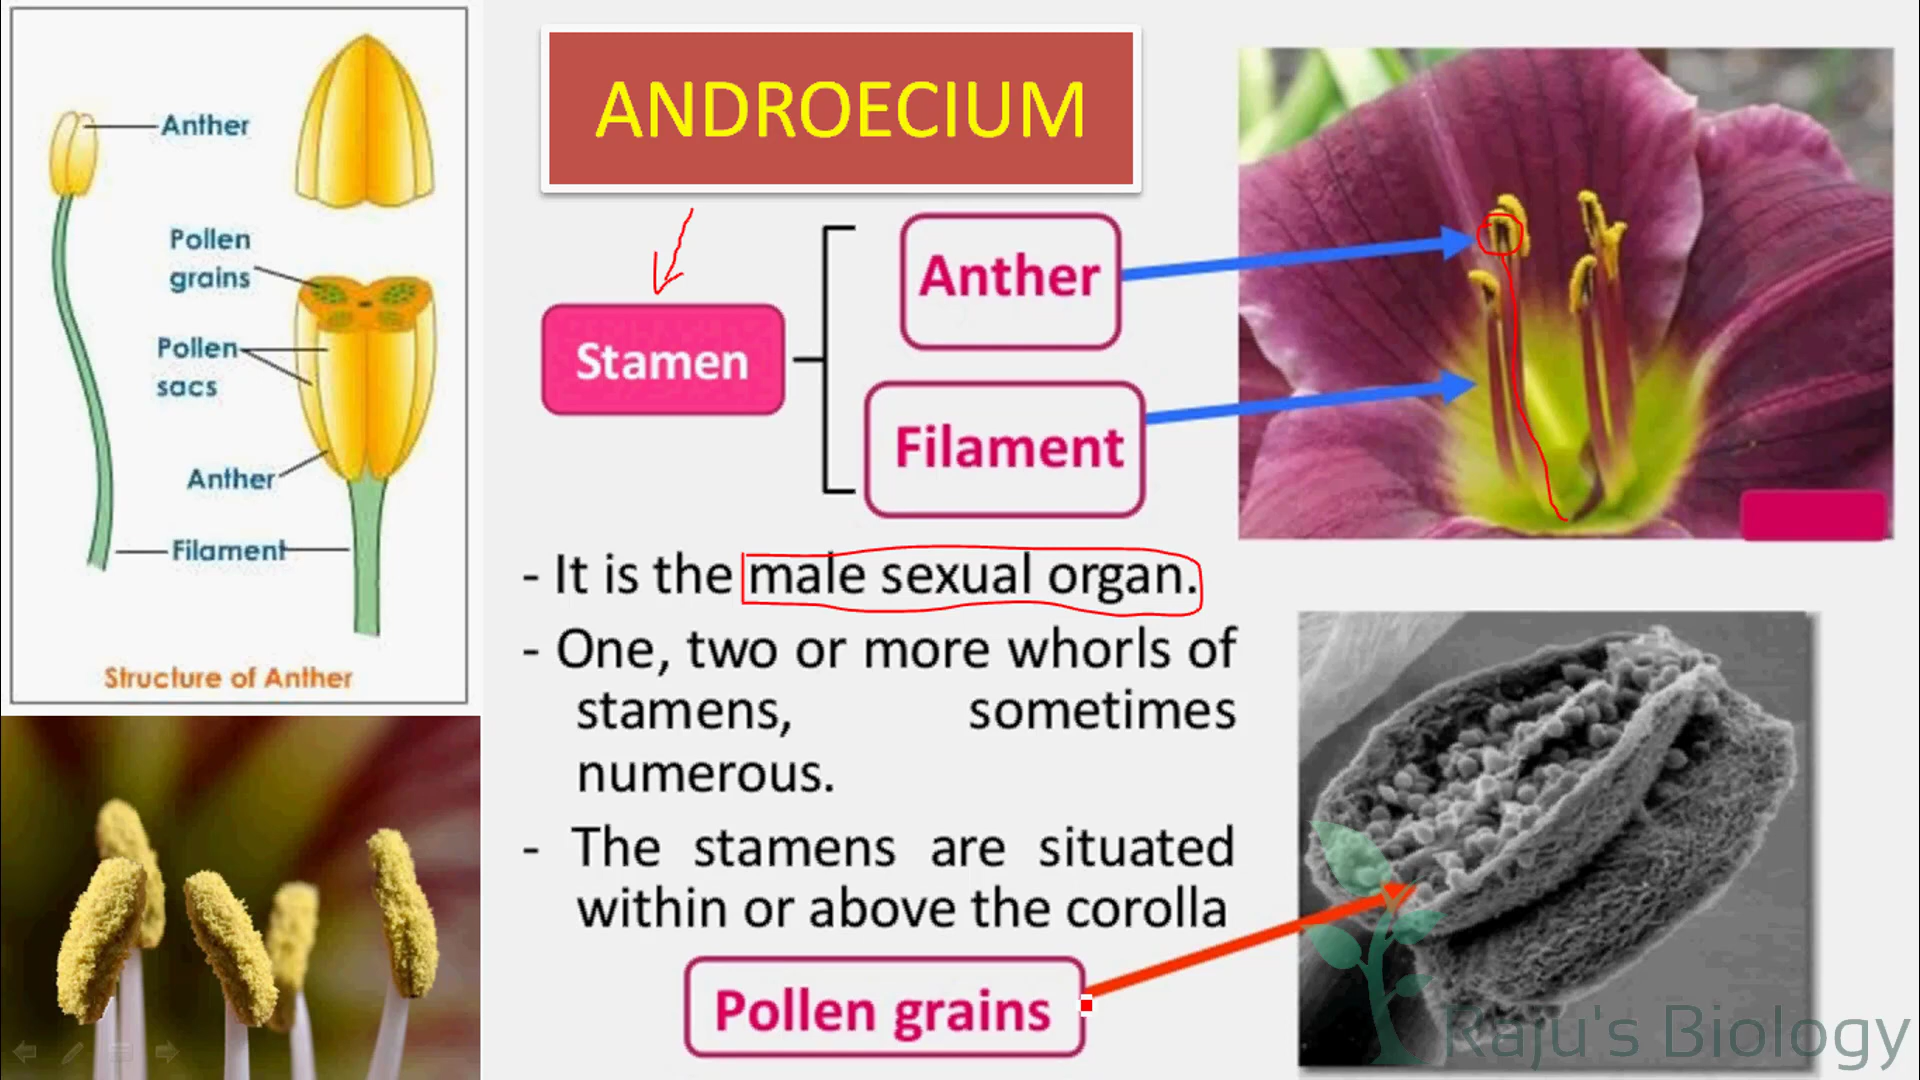 Anther
Pollen
grains
Pollen
sacs
Anther
Filament
Structure of Anther
ANDROECIUM
Stamen
Anther
Filament
- It is the male sexual organ.
- One, two or more whorls of
stamens, sometimes
numerous.
- The stamens are situated
within or above the corolla
Pollen grains
Raju's Biology